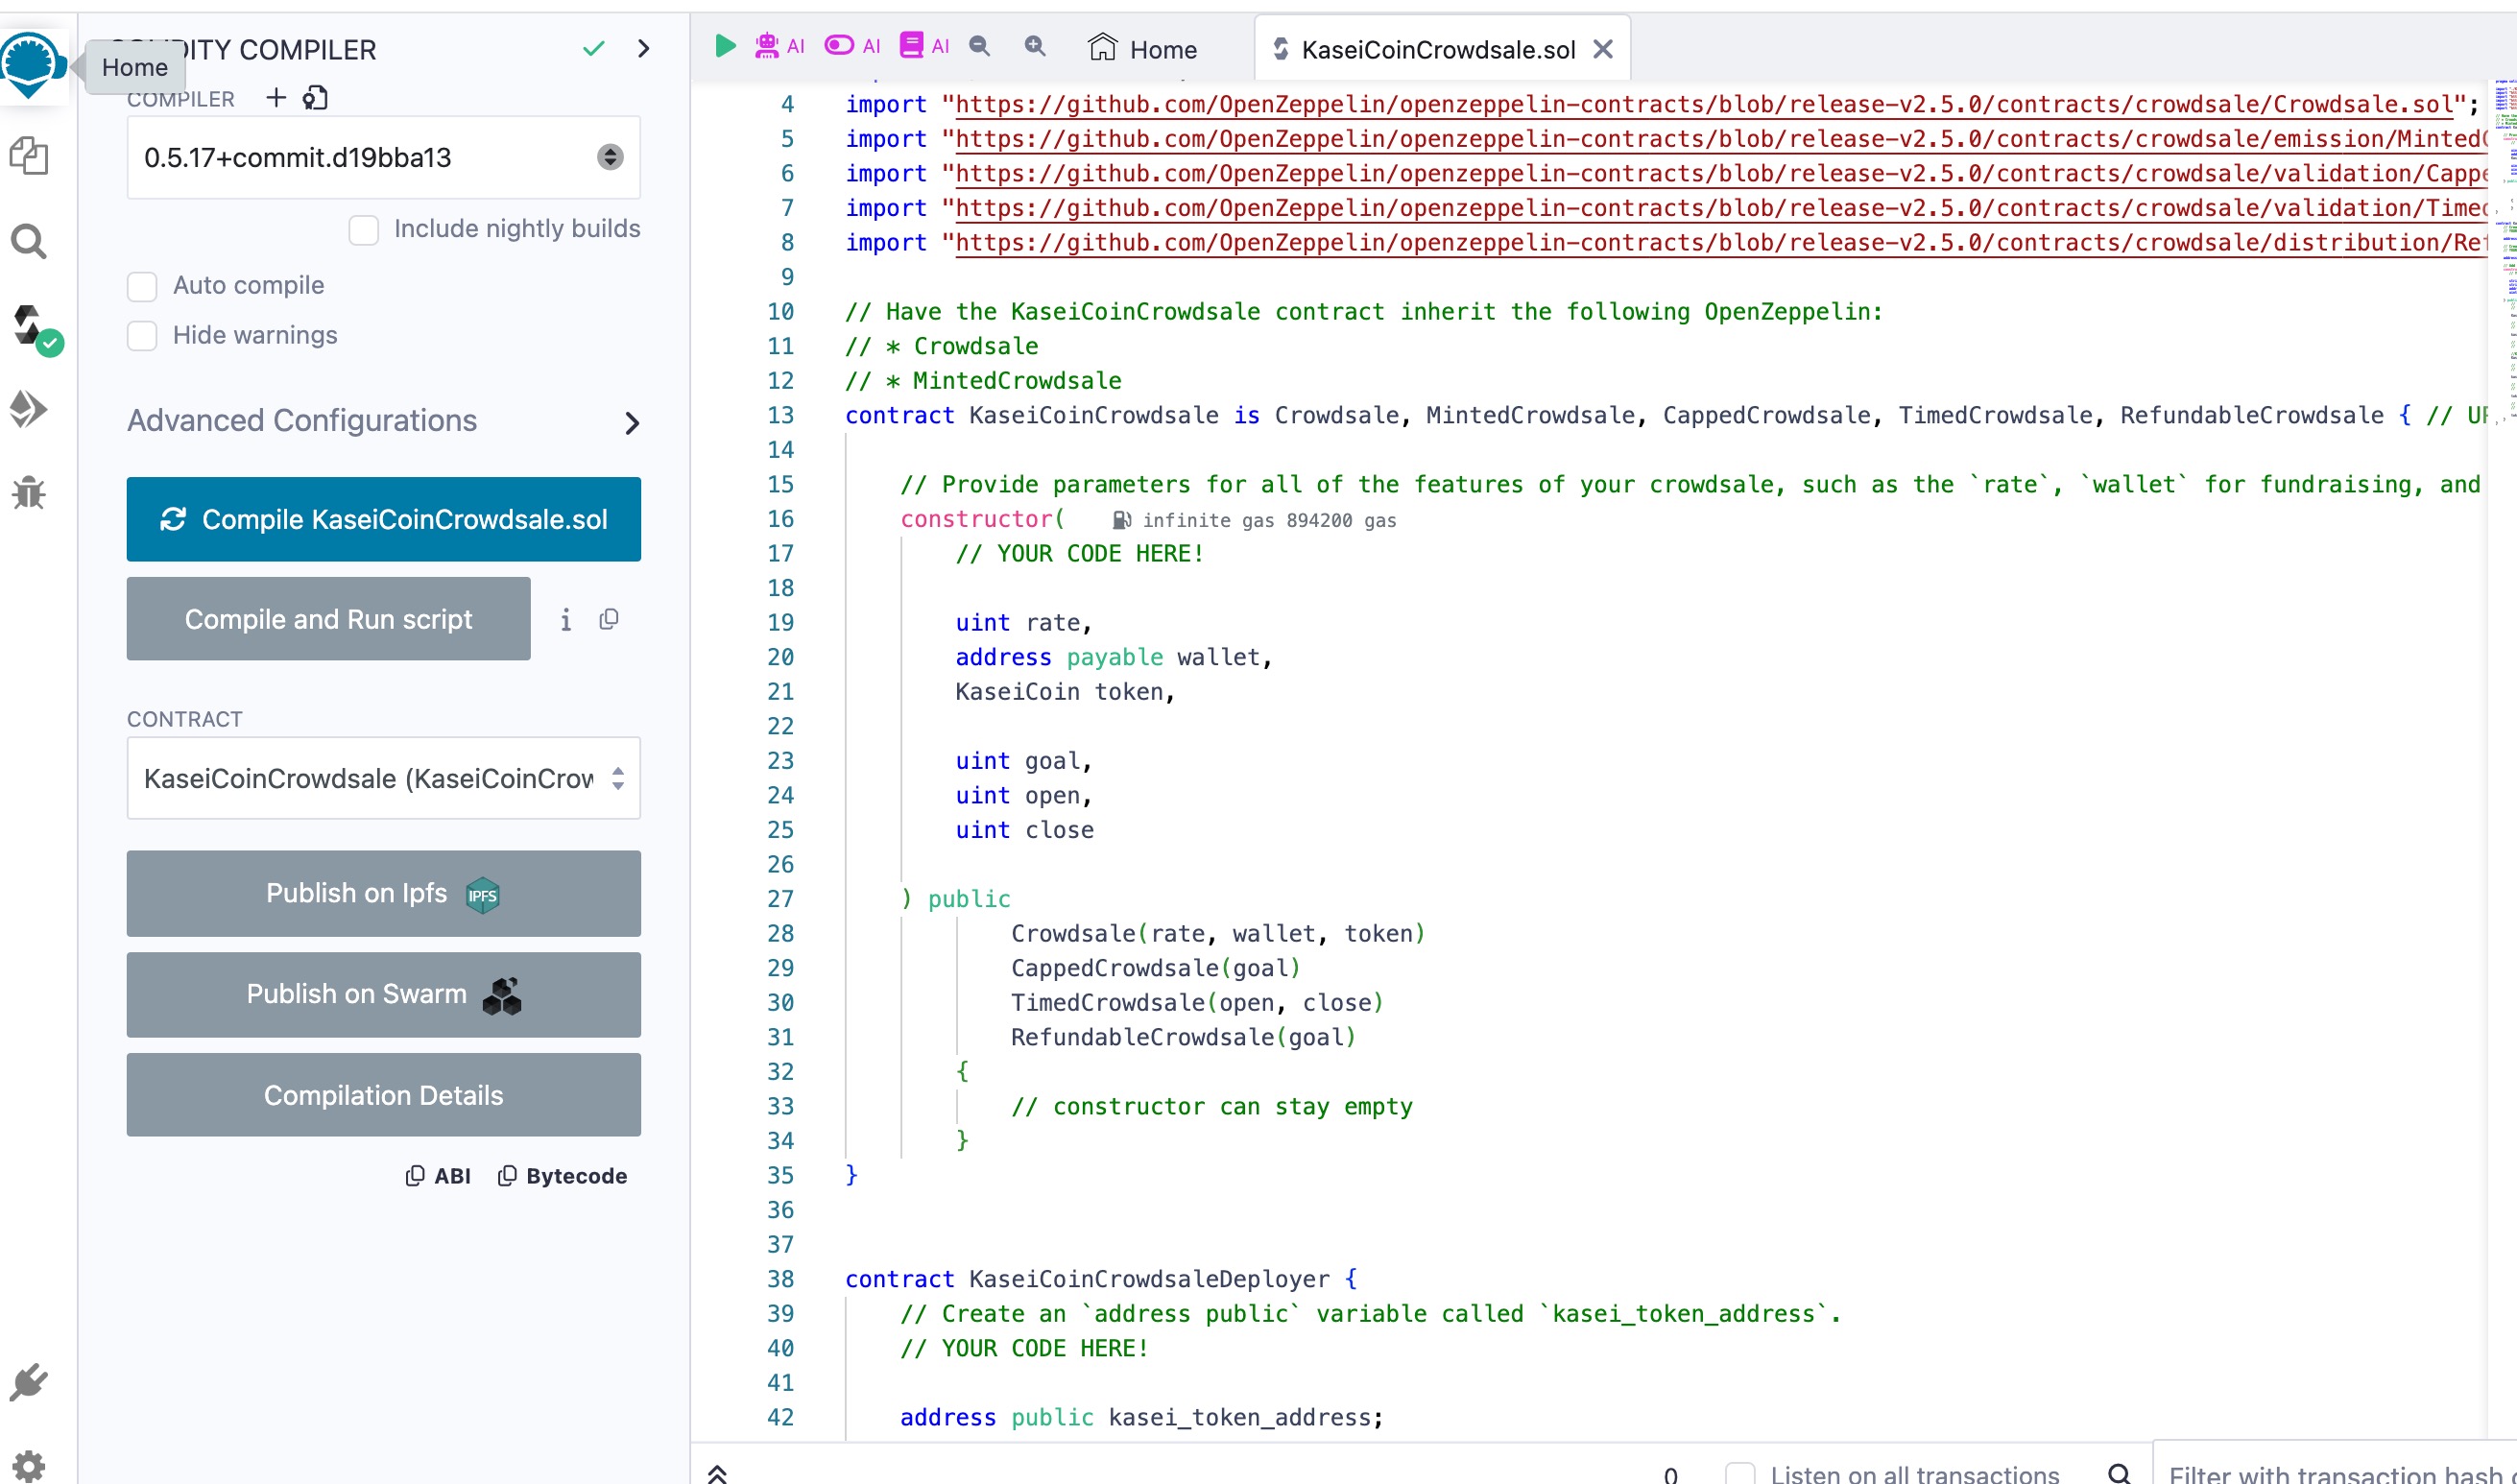 SOLIDITY COMPILER
Home
COMPILER
0.5.17+commit.d19bba13
Include nightly builds
Auto compile
Hide warnings
Advanced Configurations
Compile KaseiCoinCrowdsale.sol
Compile and Run script
i
CONTRACT
KaseiCoinCrowdsale (KaseiCoinCrow
Publish on Ipfs IPFS
Publish on Swarm
Compilation Details
ABI Bytecode
AI AI AI Home KaseiCoinCrowdsale.sol
4 import "https://github.com/OpenZeppelin/openzeppelin-contracts/blob/release-v2.5.0/contracts/crowdsale/Crowdsale.sol";
5 import "https://github.com/OpenZeppelin/openzeppelin-contracts/blob/release-v2.5.0/contracts/crowdsale/emission/MintedC
6 import "https://github.com/OpenZeppelin/openzeppelin-contracts/blob/release-v2.5.0/contracts/crowdsale/validation/Cappe
7 import "https://github.com/OpenZeppelin/openzeppelin-contracts/blob/release-v2.5.0/contracts/crowdsale/validation/Timed
8 import "https://github.com/OpenZeppelin/openzeppelin-contracts/blob/release-v2.5.0/contracts/crowdsale/distribution/Ref
9
10 // Have the KaseiCoinCrowdsale contract inherit the following OpenZeppelin:
11 // * Crowdsale
12 // * MintedCrowdsale
13 contract KaseiCoinCrowdsale is Crowdsale, MintedCrowdsale, CappedCrowdsale, TimedCrowdsale, RefundableCrowdsale { // UP
14
15 // Provide parameters for all of the features of your crowdsale, such as the `rate`, `wallet` for fundraising, and
16 constructor( infinite gas 894200 gas
17 // YOUR CODE HERE!
18
19 uint rate,
20 address payable wallet,
21 KaseiCoin token,
22
23 uint goal,
24 uint open,
25 uint close
26
27 ) public
28 Crowdsale(rate, wallet, token)
29 CappedCrowdsale(goal)
30 TimedCrowdsale(open, close)
31 RefundableCrowdsale(goal)
32 {
33 // constructor can stay empty
34 }
35 }
36
37
38 contract KaseiCoinCrowdsaleDeployer {
39 // Create an `address public` variable called `kasei_token_address`.
40 // YOUR CODE HERE!
41
42 address public kasei_token_address;
0 Listen on all transactions Filter with transaction hash